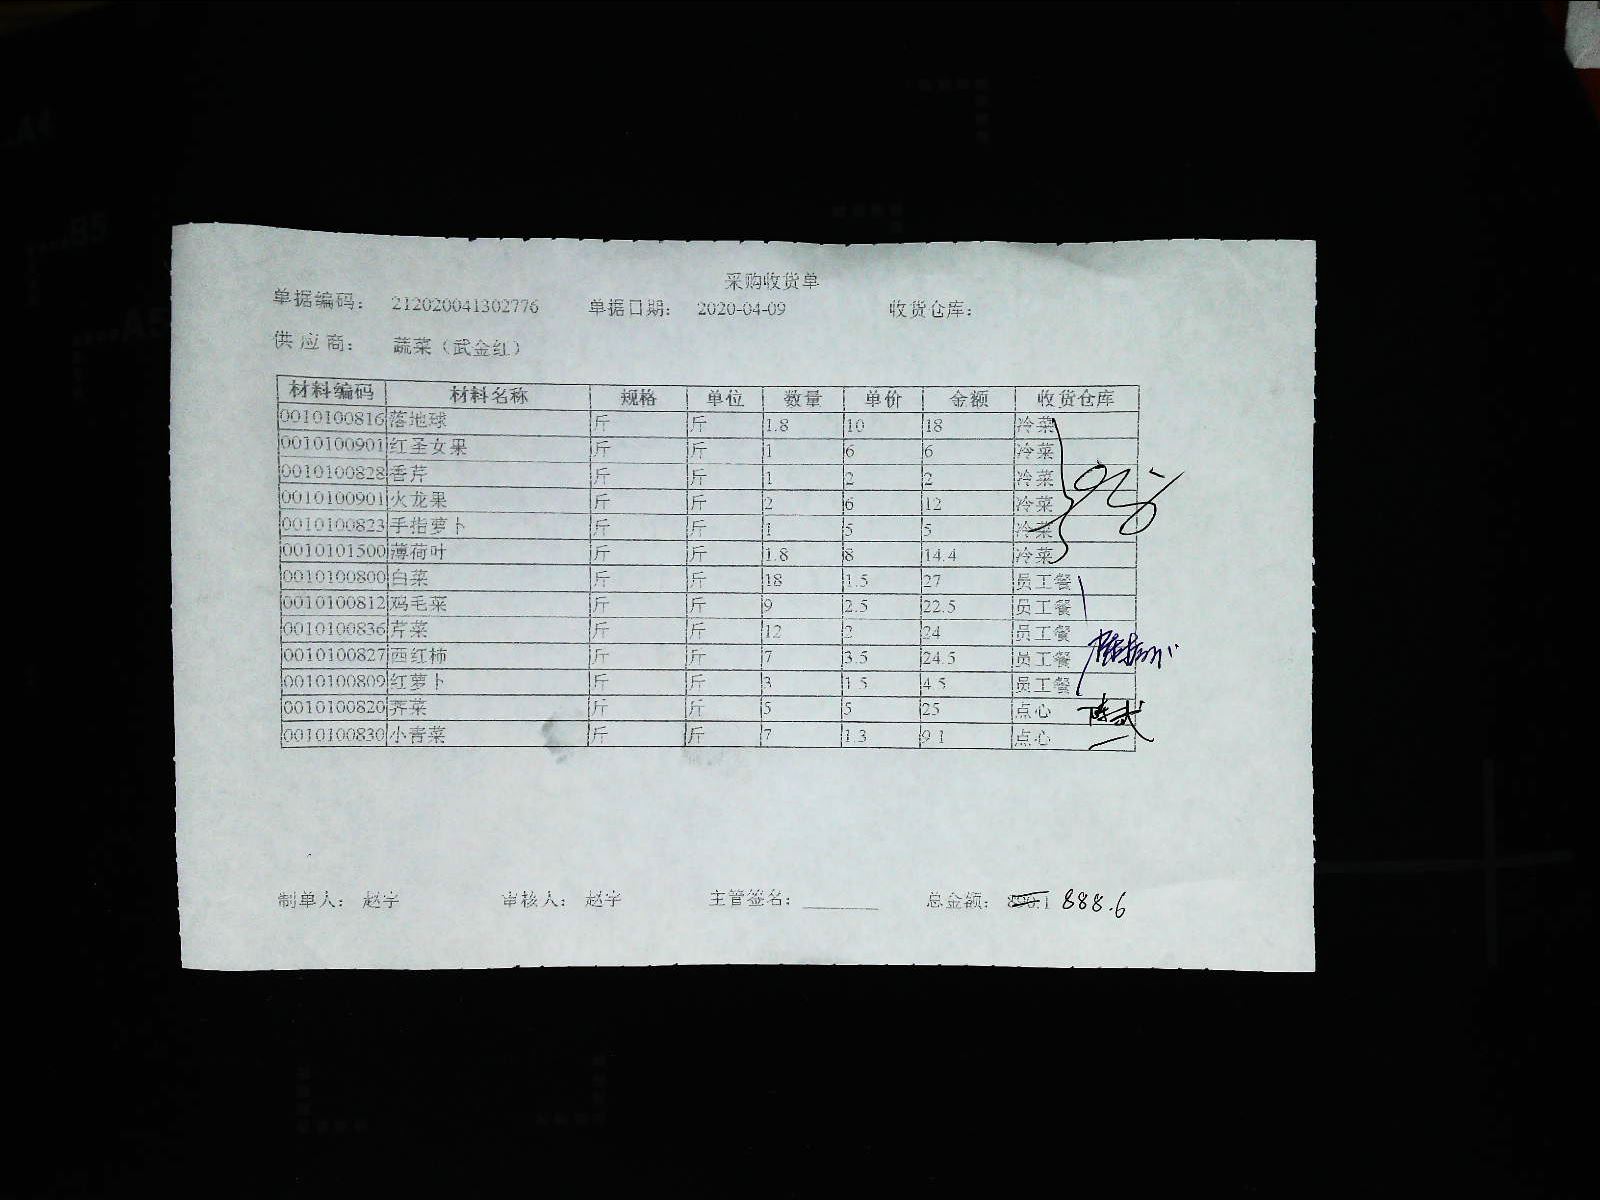 采购收货单
单据编码： 212020041302776 单据日期： 2020-04-09 收货仓库：
供 应 商： 蔬菜（武金红）
材料编码 材料名称 规格 单位 数量 单价 金额 收货仓库
0010100816 落地球 斤 斤 1.8 10 18 冷菜
0010100901 红圣女果 斤 斤 1 6 6 冷菜
0010100828 香芹 斤 斤 1 2 2 冷菜
0010100901 火龙果 斤 斤 2 6 12 冷菜
0010100823 手指萝卜 斤 斤 1 5 5 冷菜
0010101500 薄荷叶 斤 斤 1.8 8 14.4 冷菜
0010100800 白菜 斤 斤 18 1.5 27 员工餐
0010100812 鸡毛菜 斤 斤 9 2.5 22.5 员工餐
0010100836 芹菜 斤 斤 12 2 24 员工餐
0010100827 西红柿 斤 斤 7 3.5 24.5 员工餐
0010100809 红萝卜 斤 斤 3 1.5 4.5 员工餐
0010100820 荠菜 斤 斤 5 5 25 点心
0010100830 小青菜 斤 斤 7 1.3 9.1 点心
制单人： 赵宇 审核人： 赵宇 主管签名： 总金额： 890.1 888.6